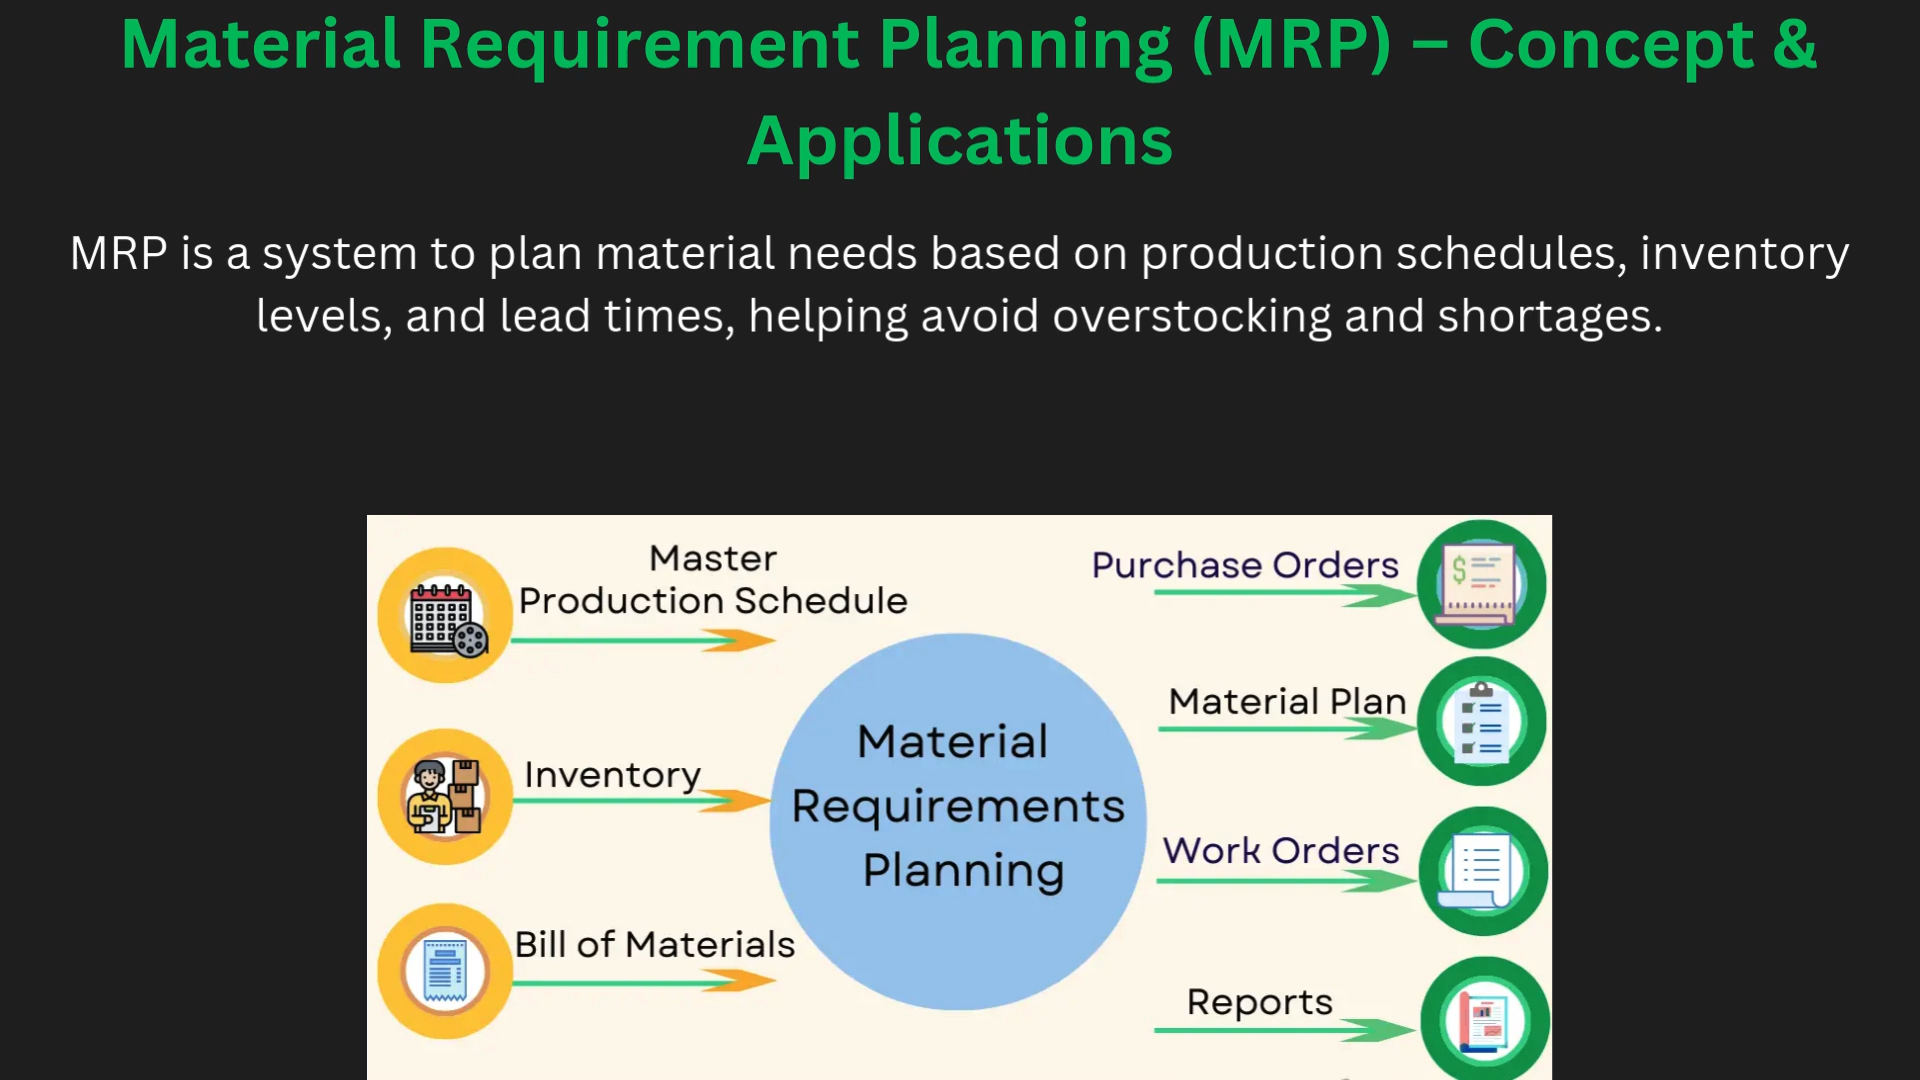 Material Requirement Planning (MRP) – Concept &
Applications
MRP is a system to plan material needs based on production schedules, inventory
levels, and lead times, helping avoid overstocking and shortages.
Master
Production Schedule
Inventory
Bill of Materials
Material
Requirements
Planning
Purchase Orders
Material Plan
Work Orders
Reports